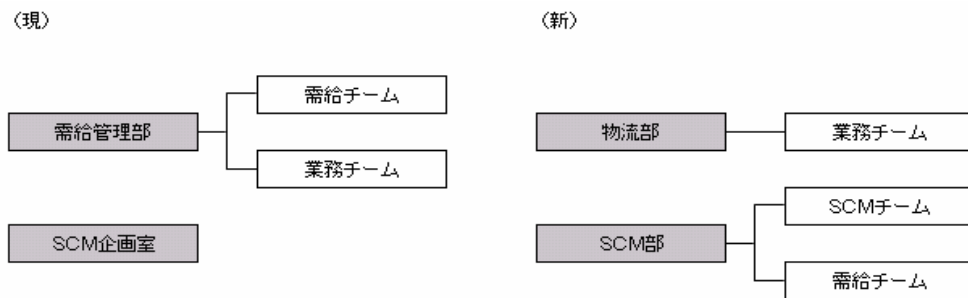 （現）
需給管理部
需給チーム
業務チーム
SCM企画室
（新）
物流部
業務チーム
SCM部
SCMチーム
需給チーム